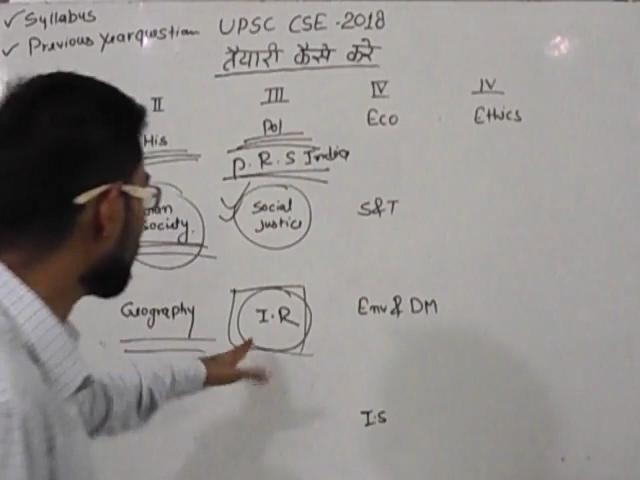 ✓ Syllabus
✓ Previous year question
UPSC CSE - 2018
तैयारी कैसे करे
II III IV IV
His Pol Eco Ethics
P.R.S India
society. Social justice S&T
Geography I.R Env & DM
I.S